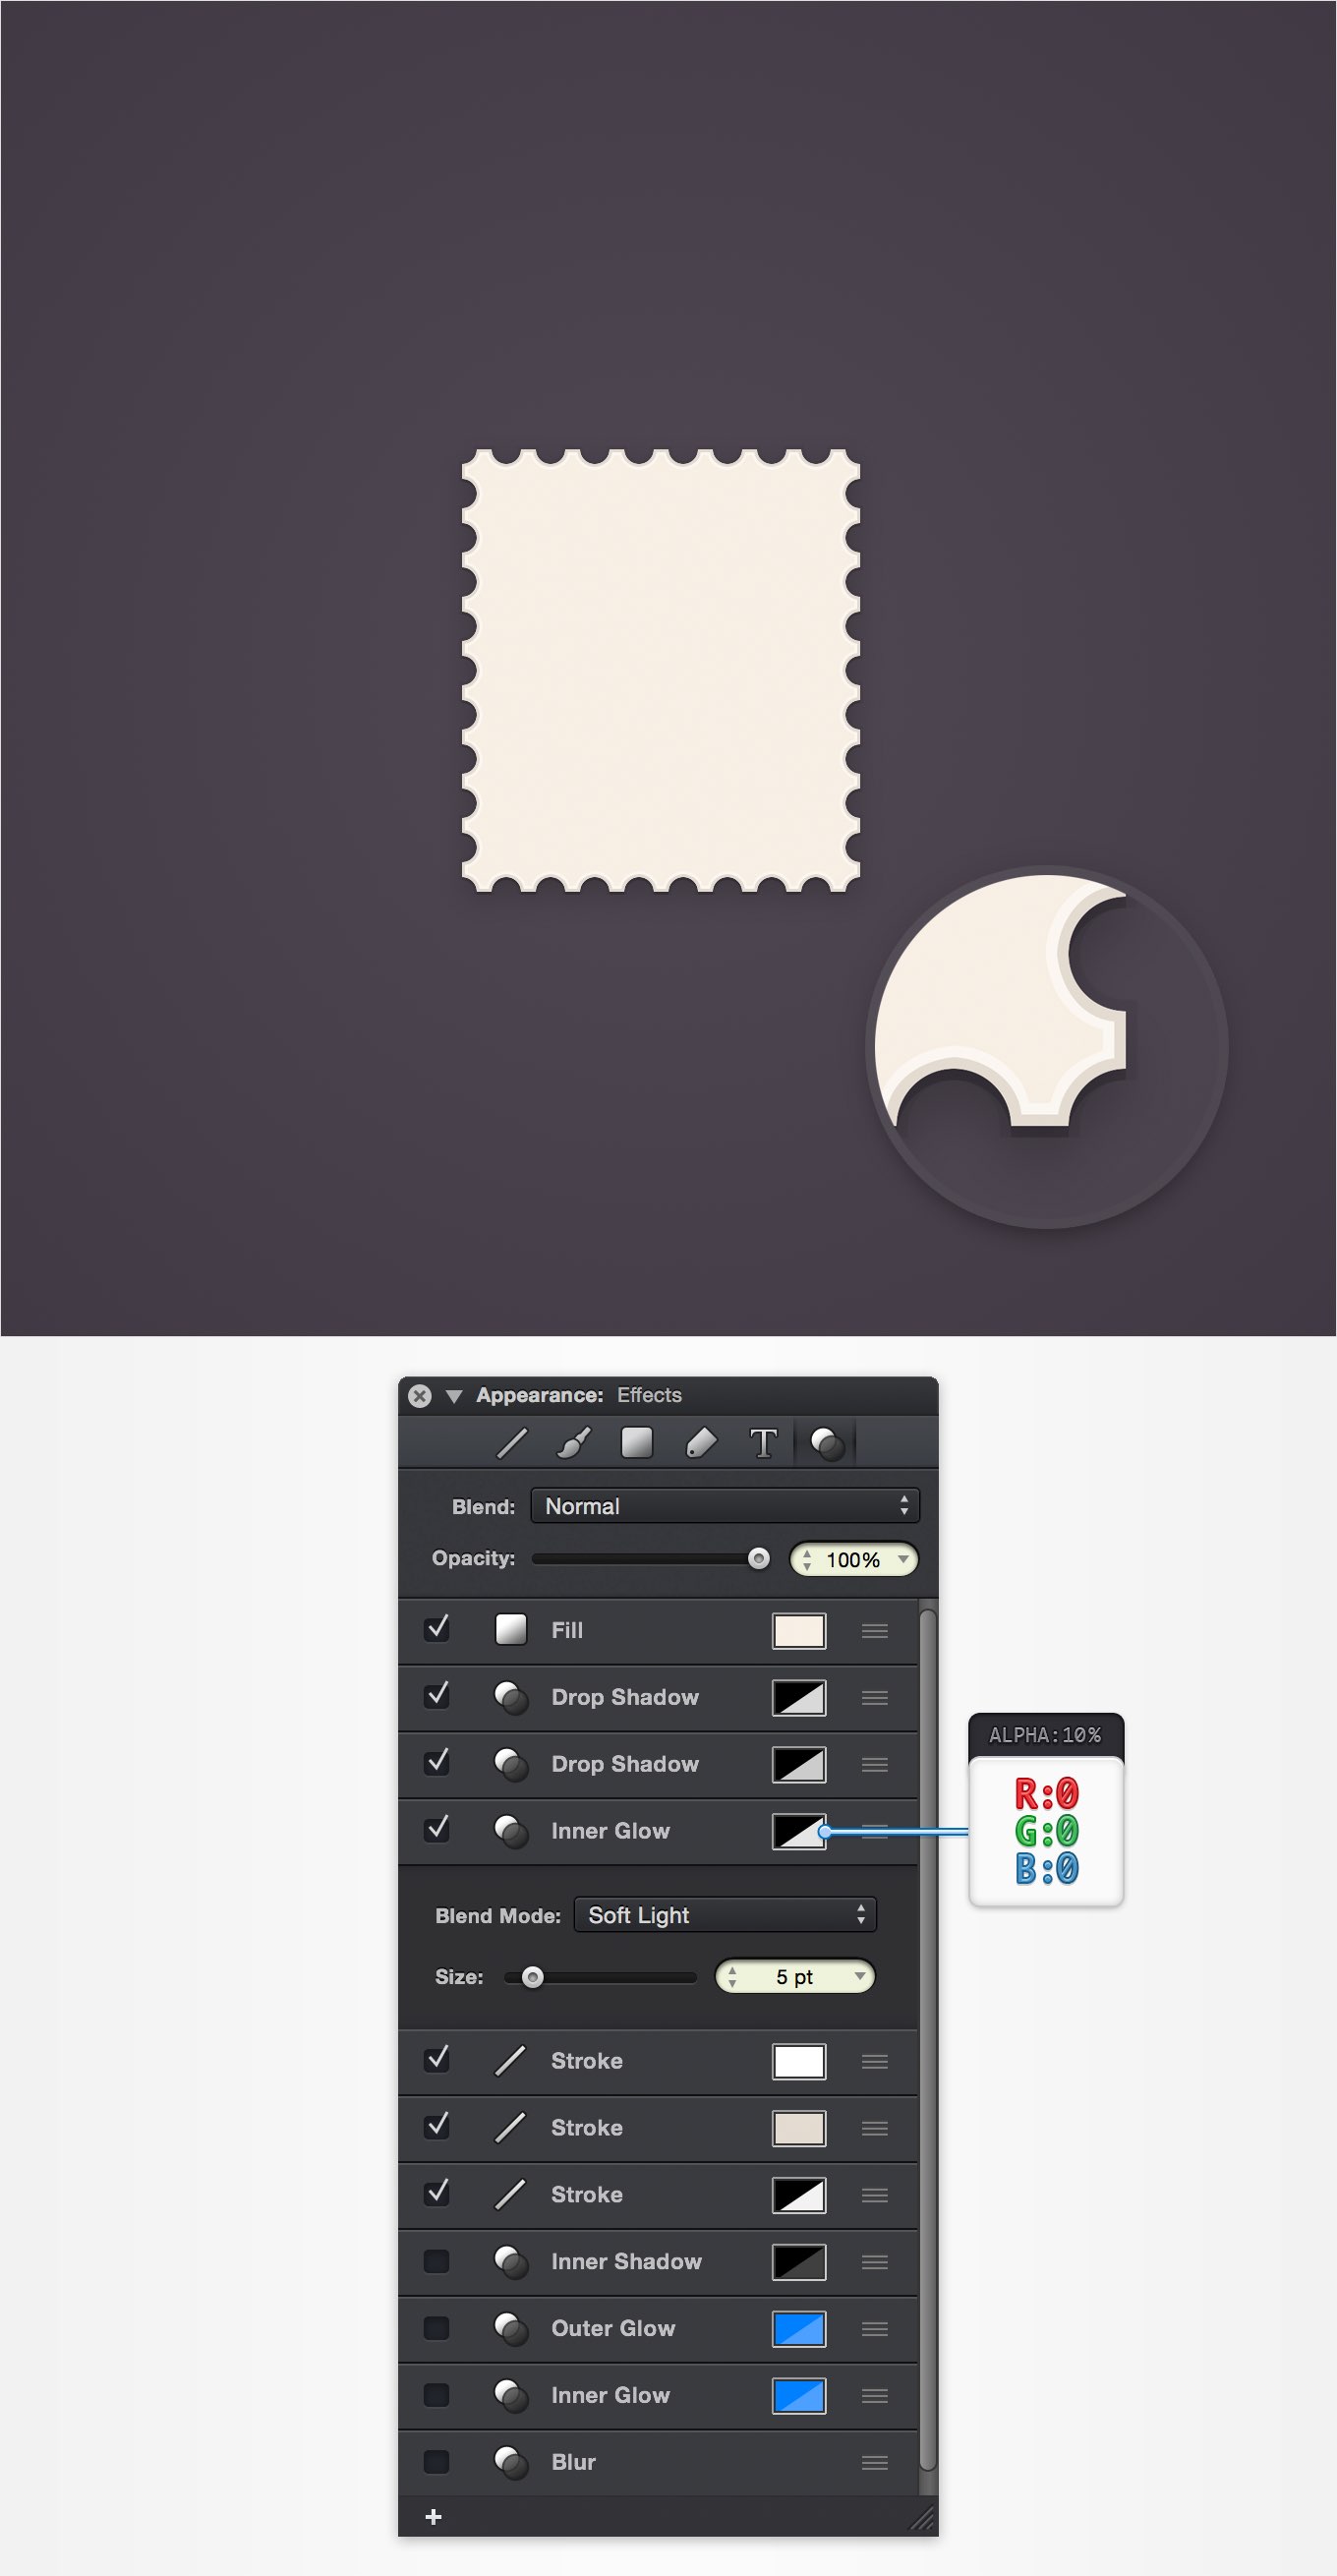 Appearance: Effects
T
Blend: Normal
Opacity: 100%
Fill
Drop Shadow
Drop Shadow
Inner Glow
ALPHA:10%
R:0
G:0
B:0
Blend Mode: Soft Light
Size: 5 pt
Stroke
Stroke
Stroke
Inner Shadow
Outer Glow
Inner Glow
Blur
+